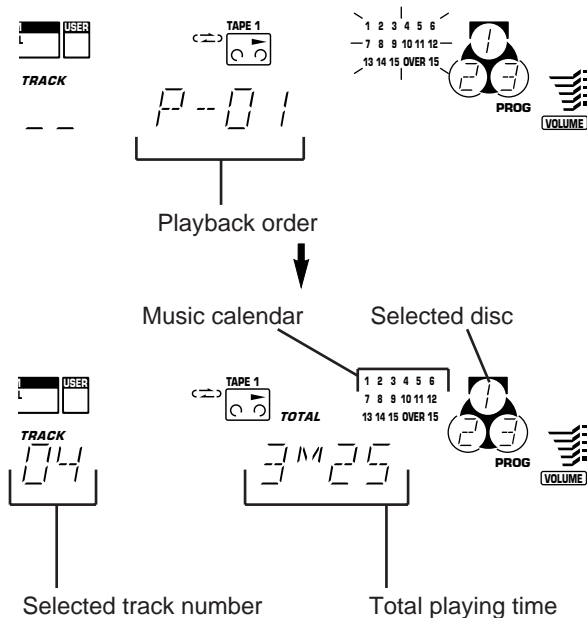 USER
TRACK
TAPE 1
P--01
1 2 3 4 5 6
7 8 9 10 11 12
13 14 15 OVER 15
1
2 3
PROG
VOLUME
Playback order
Music calendar
Selected disc
USER
TRACK
04
TAPE 1
TOTAL
3M25
1 2 3 4 5 6
7 8 9 10 11 12
13 14 15 OVER 15
1
2 3
PROG
VOLUME
Selected track number
Total playing time